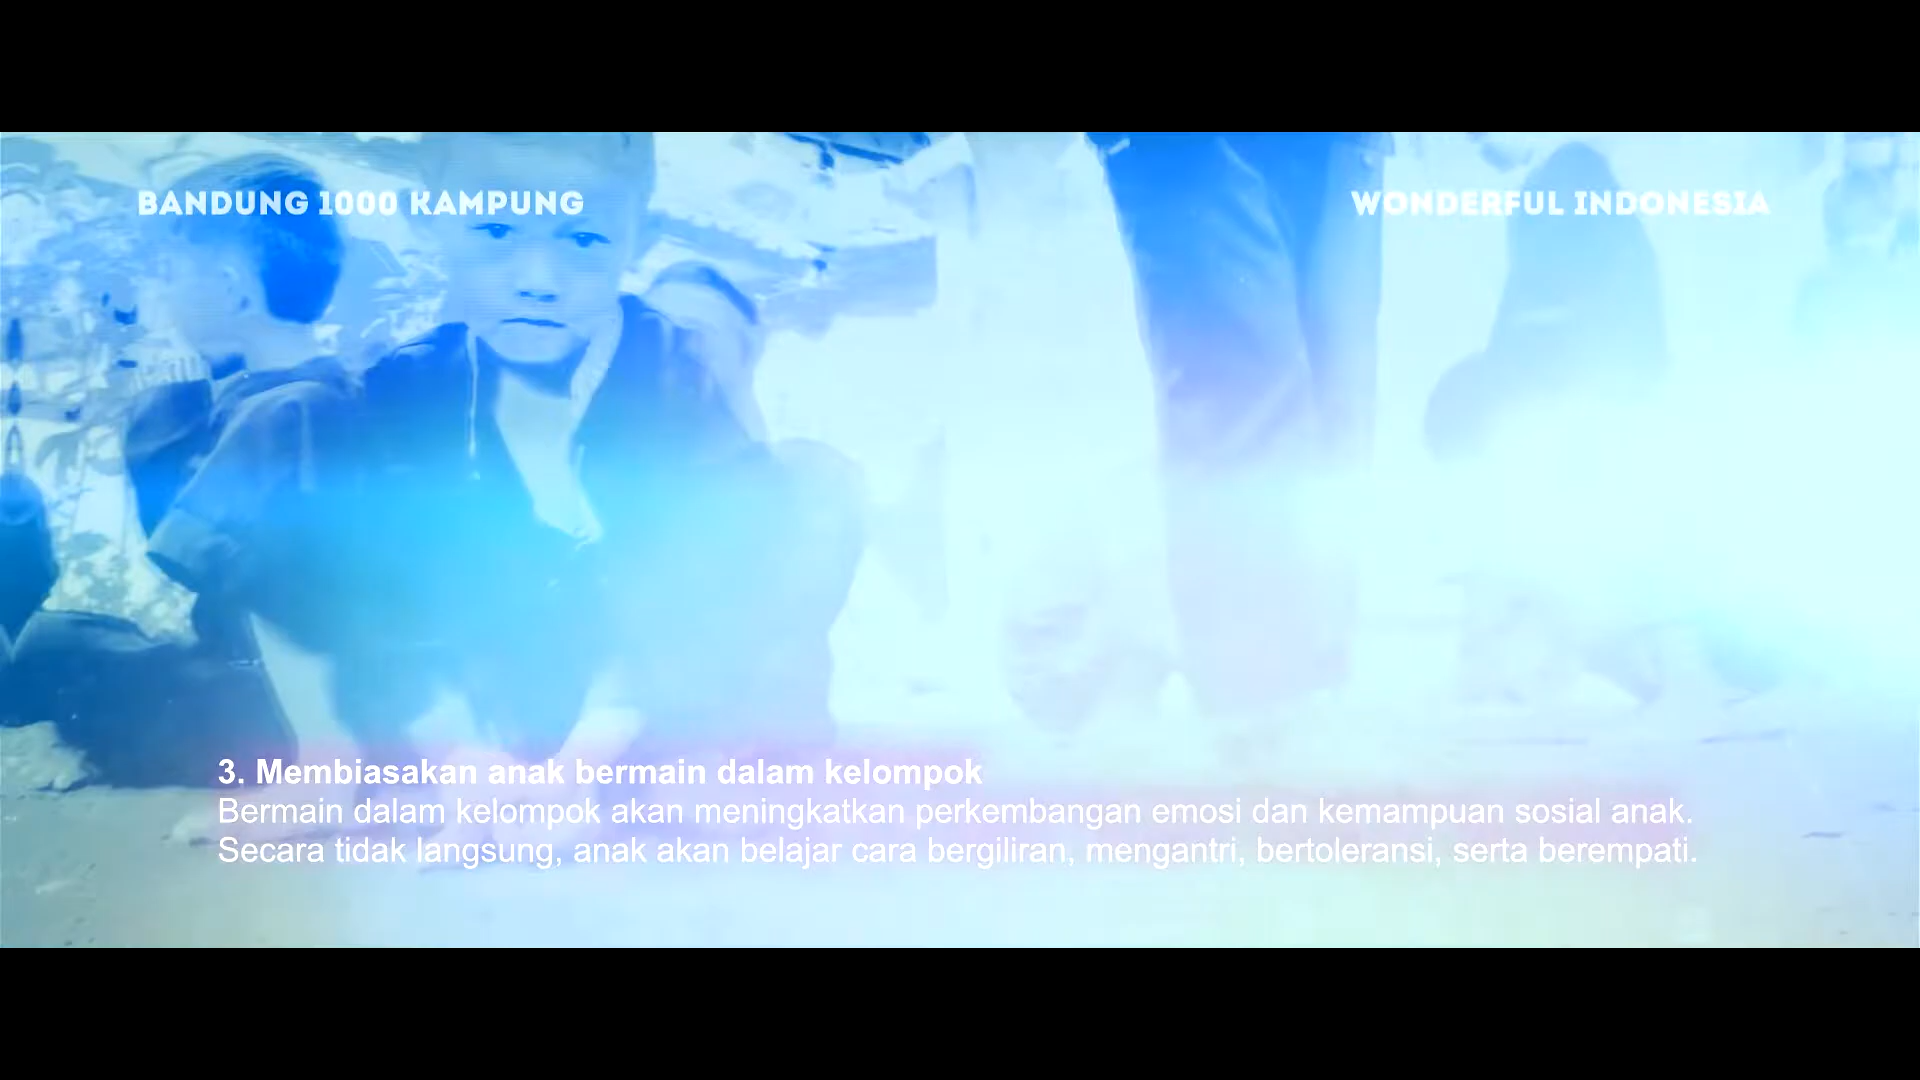 BANDUNG 1000 KAMPUNG
WONDERFUL INDONESIA
3. Membiasakan anak bermain dalam kelompok
Bermain dalam kelompok akan meningkatkan perkembangan emosi dan kemampuan sosial anak.
Secara tidak langsung, anak akan belajar cara bergiliran, mengantri, bertoleransi, serta berempati.